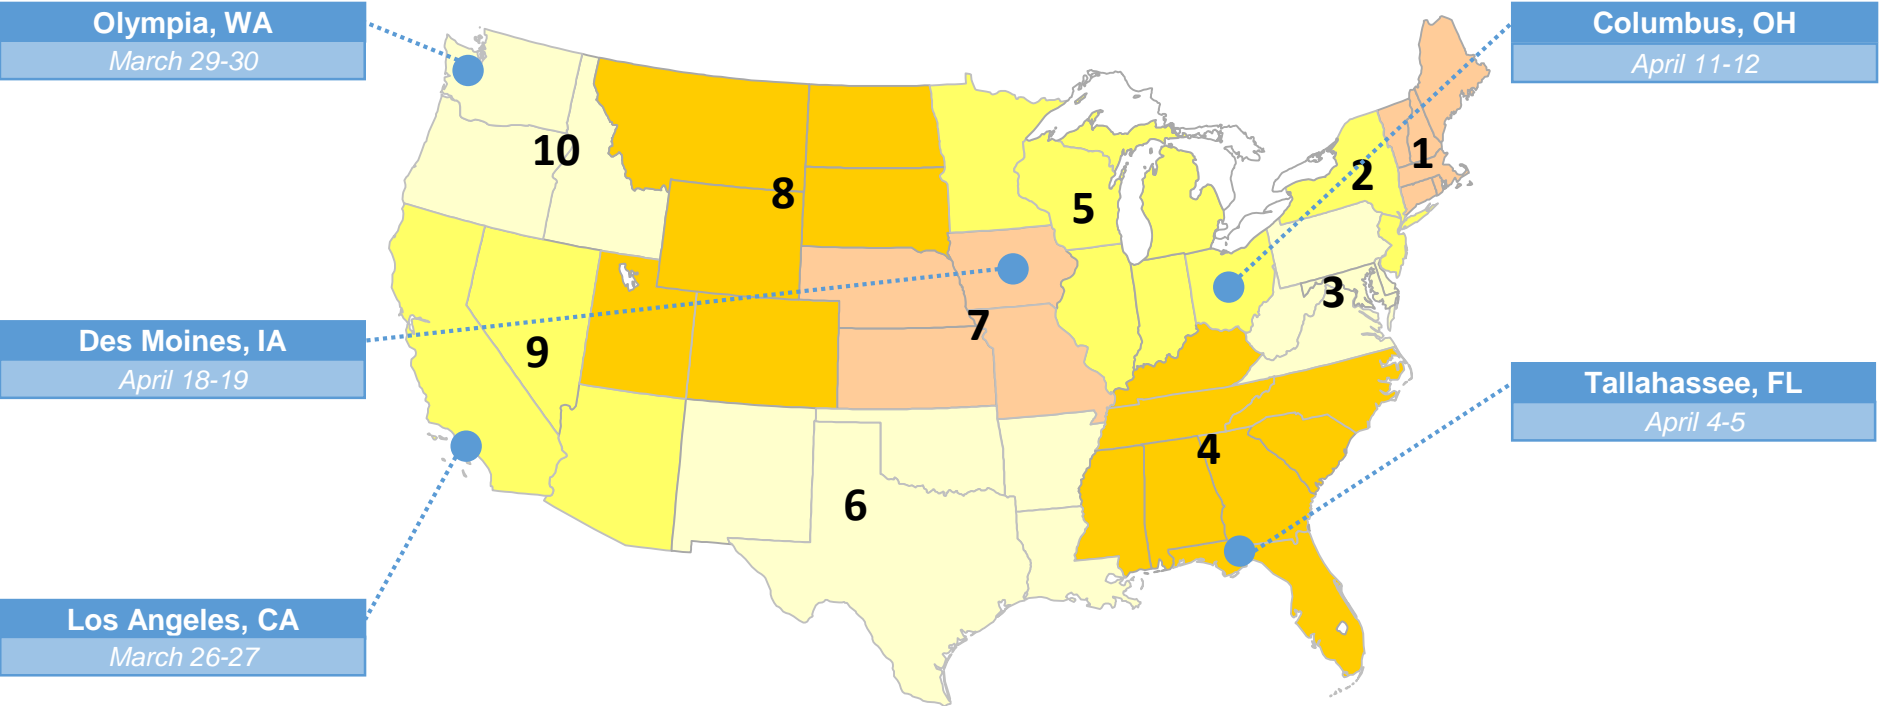 Olympia, WA
March 29-30
Columbus, OH
April 11-12
10
8
5
2
1
3
7
9
4
6
Des Moines, IA
April 18-19
Tallahassee, FL
April 4-5
Los Angeles, CA
March 26-27